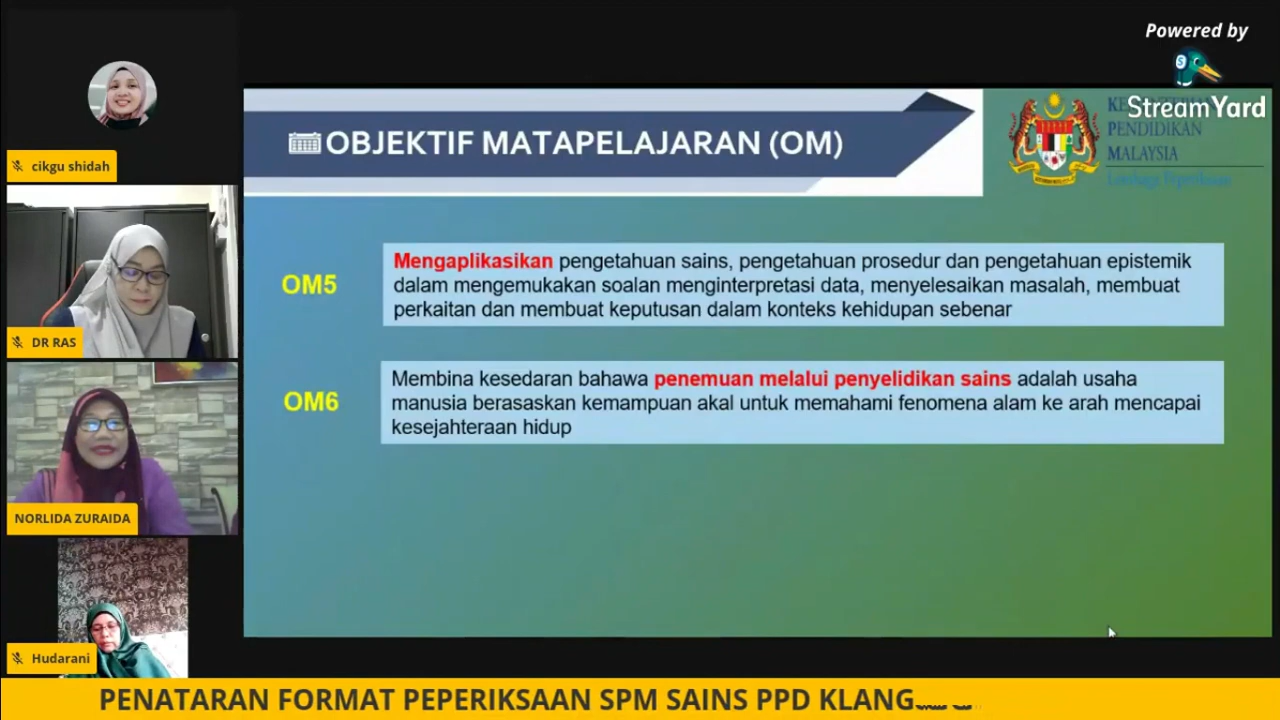 Powered by
StreamYard
cikgu shidah
DR RAS
NORLIDA ZURAIDA
Hudarani
OBJEKTIF MATAPELAJARAN (OM)
PENDIDIKAN
MALAYSIA
Lembaga Peperiksaan
OM5
Mengaplikasikan pengetahuan sains, pengetahuan prosedur dan pengetahuan epistemik
dalam mengemukakan soalan menginterpretasi data, menyelesaikan masalah, membuat
perkaitan dan membuat keputusan dalam konteks kehidupan sebenar
OM6
Membina kesedaran bahawa penemuan melalui penyelidikan sains adalah usaha
manusia berasaskan kemampuan akal untuk memahami fenomena alam ke arah mencapai
kesejahteraan hidup
PENATARAN FORMAT PEPERIKSAAN SPM SAINS PPD KLANG